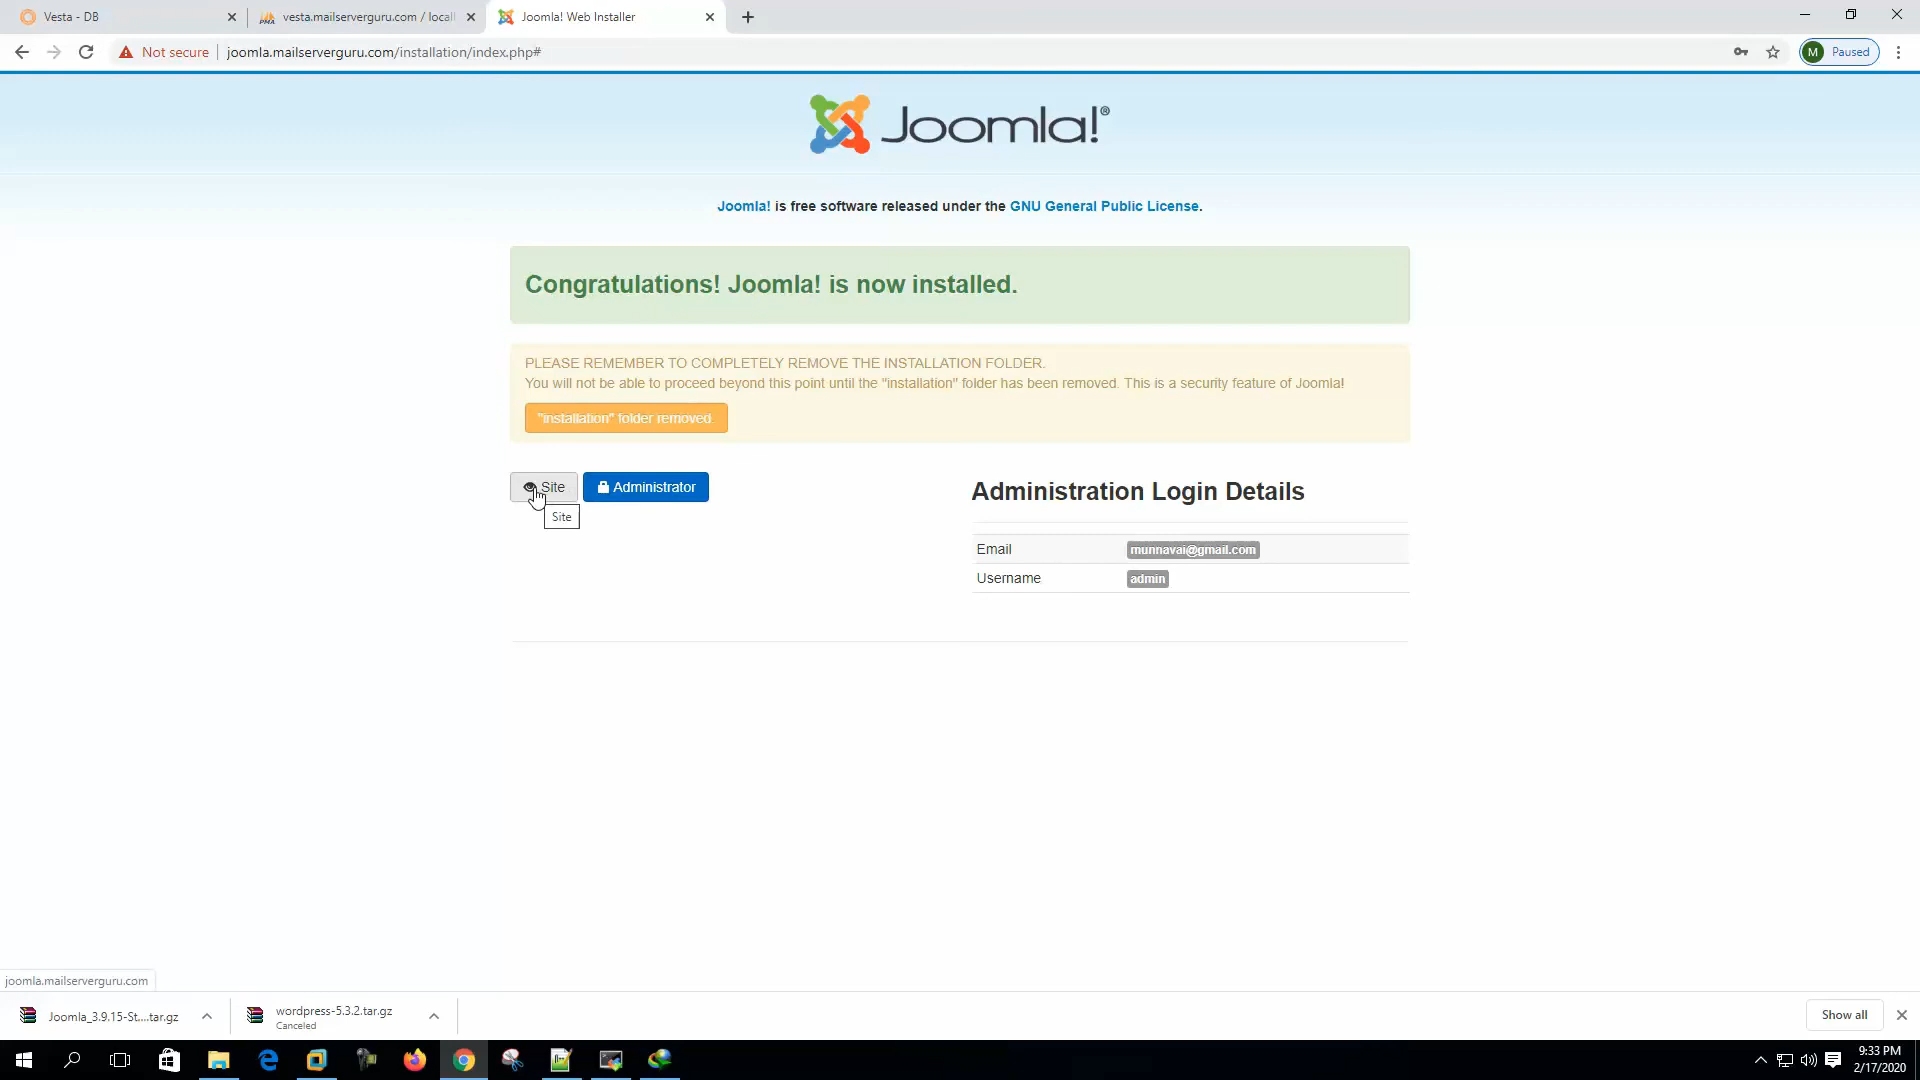 Vesta - DB
vesta.mailserverguru.com / locall
Joomla! Web Installer
Not secure
joomla.mailserverguru.com/installation/index.php#
M
Paused
Joomla!®
Joomla! is free software released under the GNU General Public License.
Congratulations! Joomla! is now installed.
PLEASE REMEMBER TO COMPLETELY REMOVE THE INSTALLATION FOLDER.
You will not be able to proceed beyond this point until the "installation" folder has been removed. This is a security feature of Joomla!
"installation" folder removed.
Site
Administrator
Site
Administration Login Details
Email munnavai@gmail.com
Username admin
joomla.mailserverguru.com
Joomla_3.9.15-St....tar.gz
wordpress-5.3.2.tar.gz
Canceled
Show all
9:33 PM
2/17/2020